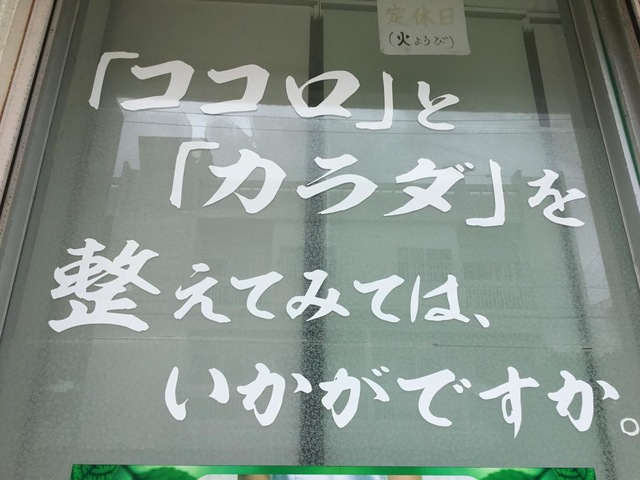 定休日
(火ようび)
「ココロ」と
「カラダ」を
整えてみては、
いかがですか。